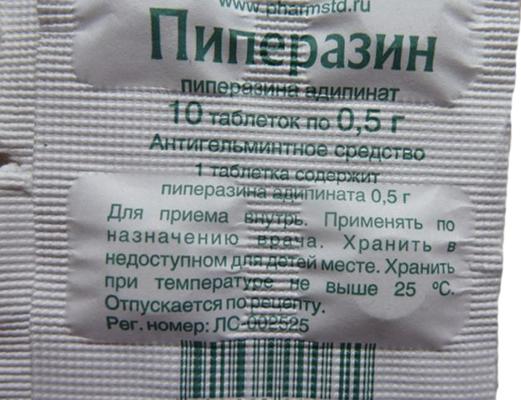 www.pharmstd.ru
Пиперазин
пиперазина адипинат
10 таблеток по 0,5 г
Антигельминтное средство
1 таблетка содержит
пиперазина адипината 0,5 г
Для приема внутрь. Применять по
назначению врача. Хранить в
недоступном для детей месте. Хранить
при температуре не выше 25 ºС.
Отпускается по рецепту.
Рег. номер: ЛС-002525